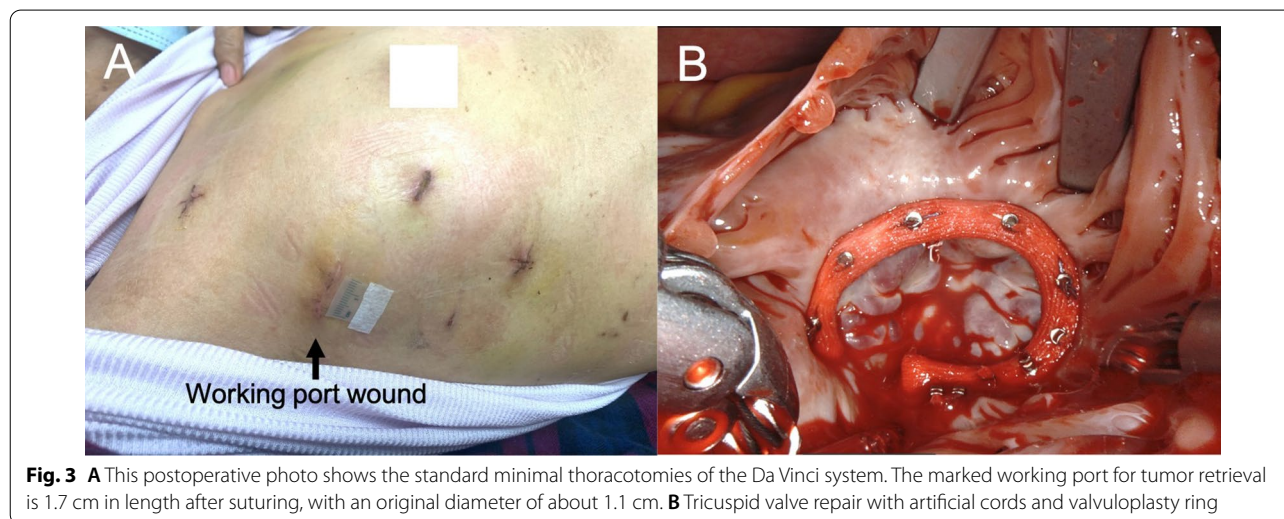 A
B
Working port wound
Fig. 3 A This postoperative photo shows the standard minimal thoracotomies of the Da Vinci system. The marked working port for tumor retrieval
is 1.7 cm in length after suturing, with an original diameter of about 1.1 cm. B Tricuspid valve repair with artificial cords and valvuloplasty ring